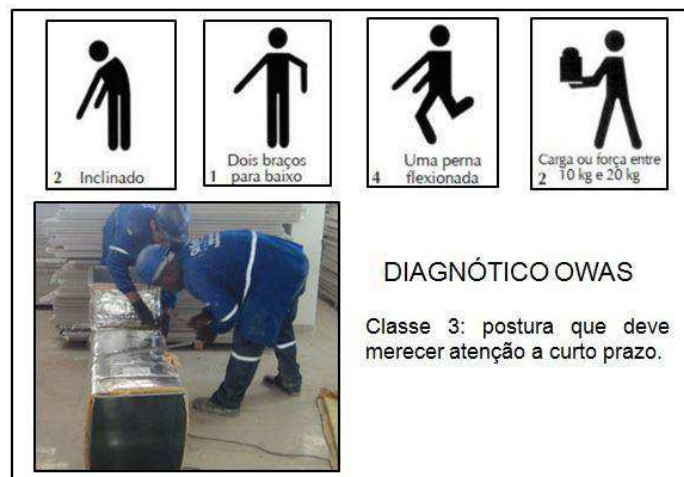 2 Inclinado
1 Dois braços
para baixo
4 Uma perna
flexionada
Carga ou força entre
2 10 kg e 20 kg
DIAGNÓTICO OWAS
Classe 3: postura que deve
merecer atenção a curto prazo.